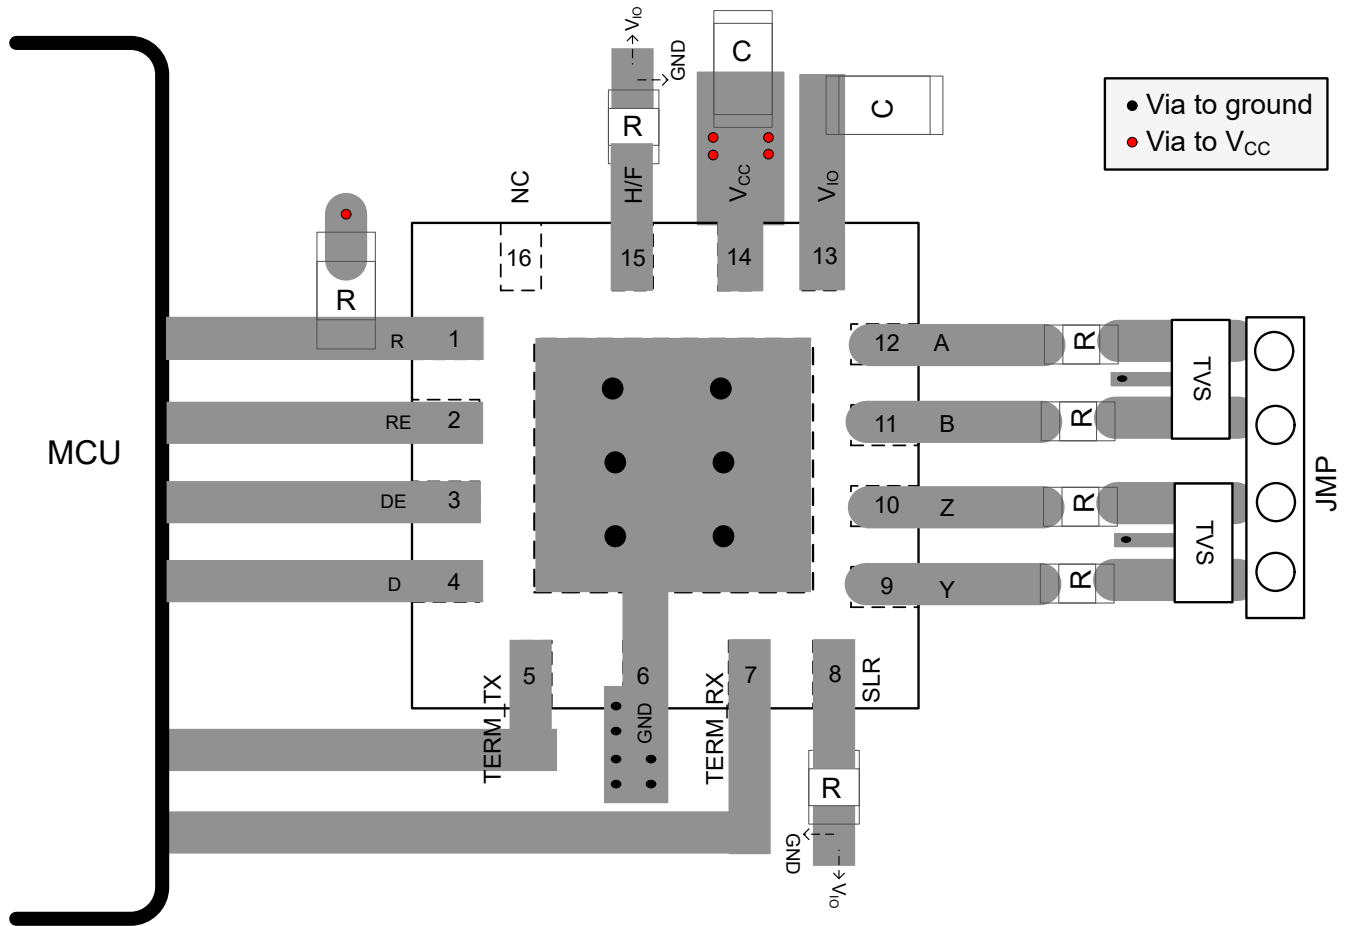 V_IO
GND
C
C
R
H/F
V_CC
V_IO
NC
Via to ground
Via to V_CC
16
15
14
13
R
R
1
12
A
R
TVS
RE
2
11
B
R
MCU
DE
3
10
Z
R
TVS
JMP
D
4
9
Y
R
TERM_TX
5
6
GND
TERM_RX
7
8
SLR
R
GND
V_IO